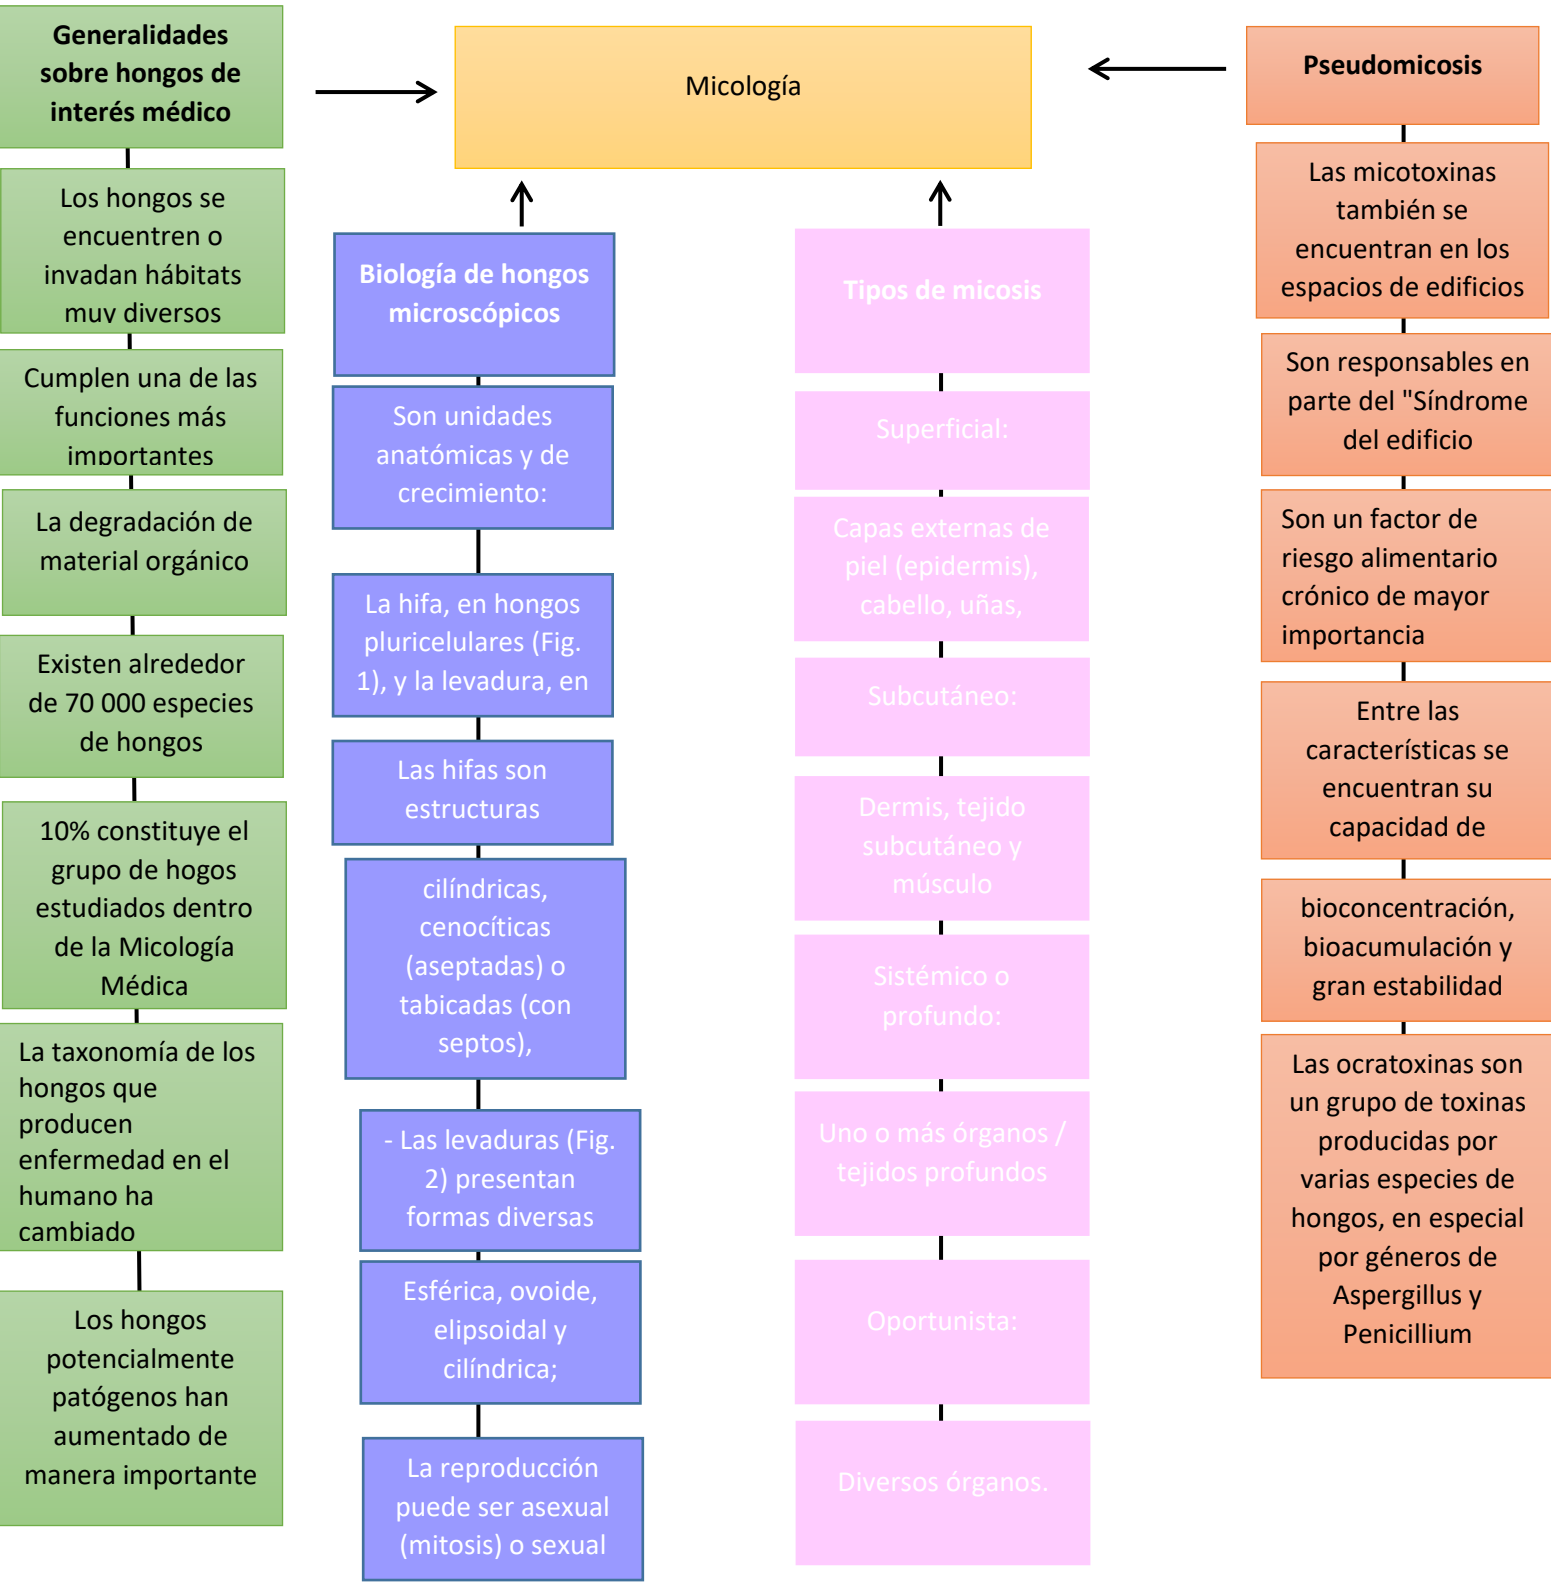 Generalidades
sobre hongos de
interés médico
Los hongos se
encuentren o
invadan hábitats
muy diversos
Cumplen una de las
funciones más
importantes
La degradación de
material orgánico
Existen alrededor
de 70 000 especies
de hongos
10% constituye el
grupo de hogos
estudiados dentro
de la Micología
Médica
La taxonomía de los
hongos que
producen
enfermedad en el
humano ha
cambiado
Los hongos
potencialmente
patógenos han
aumentado de
manera importante
Micología
Biología de hongos
microscópicos
Son unidades
anatómicas y de
crecimiento:
La hifa, en hongos
pluricelulares (Fig.
1), y la levadura, en
Las hifas son
estructuras
cilíndricas,
cenocíticas
(aseptadas) o
tabicadas (con
septos),
- Las levaduras (Fig.
2) presentan
formas diversas
Esférica, ovoide,
elipsoidal y
cilíndrica;
La reproducción
puede ser asexual
(mitosis) o sexual
Tipos de micosis
Superficial:
Capas externas de
piel (epidermis),
cabello, uñas,
Subcutáneo:
Dermis, tejido
subcutáneo y
músculo
Sistémico o
profundo:
Uno o más órganos /
tejidos profundos
Oportunista:
Diversos órganos.
Pseudomicosis
Las micotoxinas
también se
encuentran en los
espacios de edificios
Son responsables en
parte del "Síndrome
del edificio
Son un factor de
riesgo alimentario
crónico de mayor
importancia
Entre las
características se
encuentran su
capacidad de
bioconcentración,
bioacumulación y
gran estabilidad
Las ocratoxinas son
un grupo de toxinas
producidas por
varias especies de
hongos, en especial
por géneros de
Aspergillus y
Penicillium